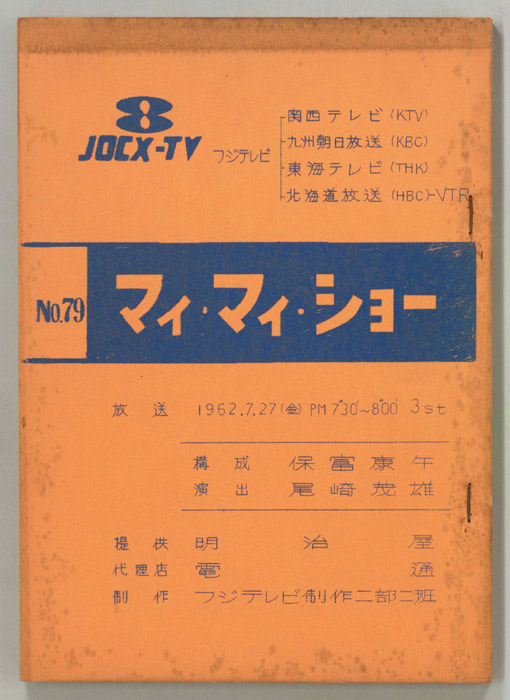 8
JOCX-TV フジテレビ
関西テレビ (KTV)
九州朝日放送 (KBC)
東海テレビ (THK)
北海道放送 (HBC)-VTR
No.79 マイ・マイ・ショー
放送 1962.7.27(金) PM 7°30′~8°00′ 3st
構成 保富康午
演出 尾崎茂雄
提供 明治屋
代理店 電通
制作 フジテレビ制作二部二班